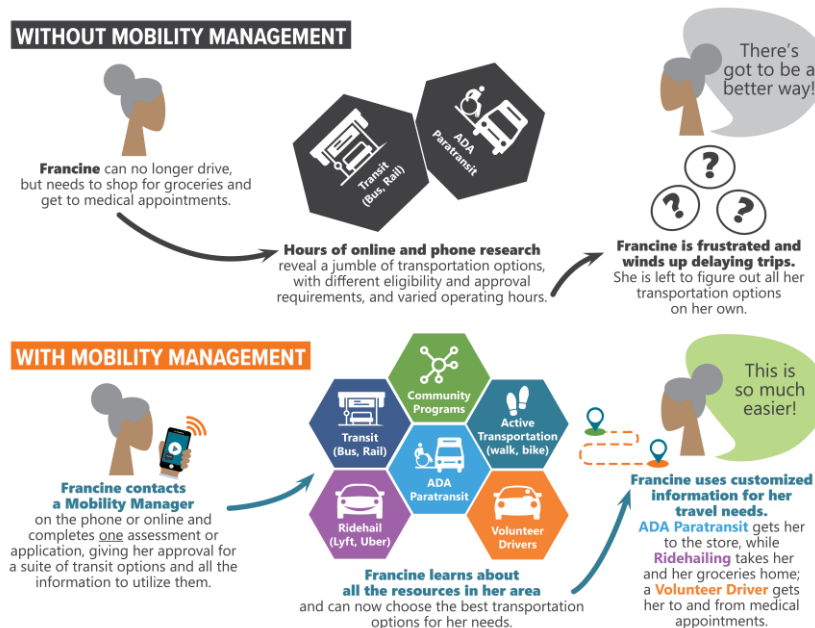 WITHOUT MOBILITY MANAGEMENT
Francine can no longer drive,
but needs to shop for groceries and
get to medical appointments.
Transit
(Bus, Rail)
ADA
Paratransit
Hours of online and phone research
reveal a jumble of transportation options,
with different eligibility and approval
requirements, and varied operating hours.
There's
got to be a
better way!
?
?
?
Francine is frustrated and
winds up delaying trips.
She is left to figure out all her
transportation options
on her own.
WITH MOBILITY MANAGEMENT
Francine contacts
a Mobility Manager
on the phone or online and
completes one assessment or
application, giving her approval for
a suite of transit options and all the
information to utilize them.
Community
Programs
Transit
(Bus, Rail)
Active
Transportation
(walk, bike)
ADA
Paratransit
Ridehail
(Lyft, Uber)
Volunteer
Drivers
Francine learns about
all the resources in her area
and can now choose the best transportation
options for her needs.
This is
so much
easier!
Francine uses customized
information for her
travel needs.
ADA Paratransit gets her
to the store, while
Ridehailing takes her
and her groceries home;
a Volunteer Driver gets
her to and from medical
appointments.